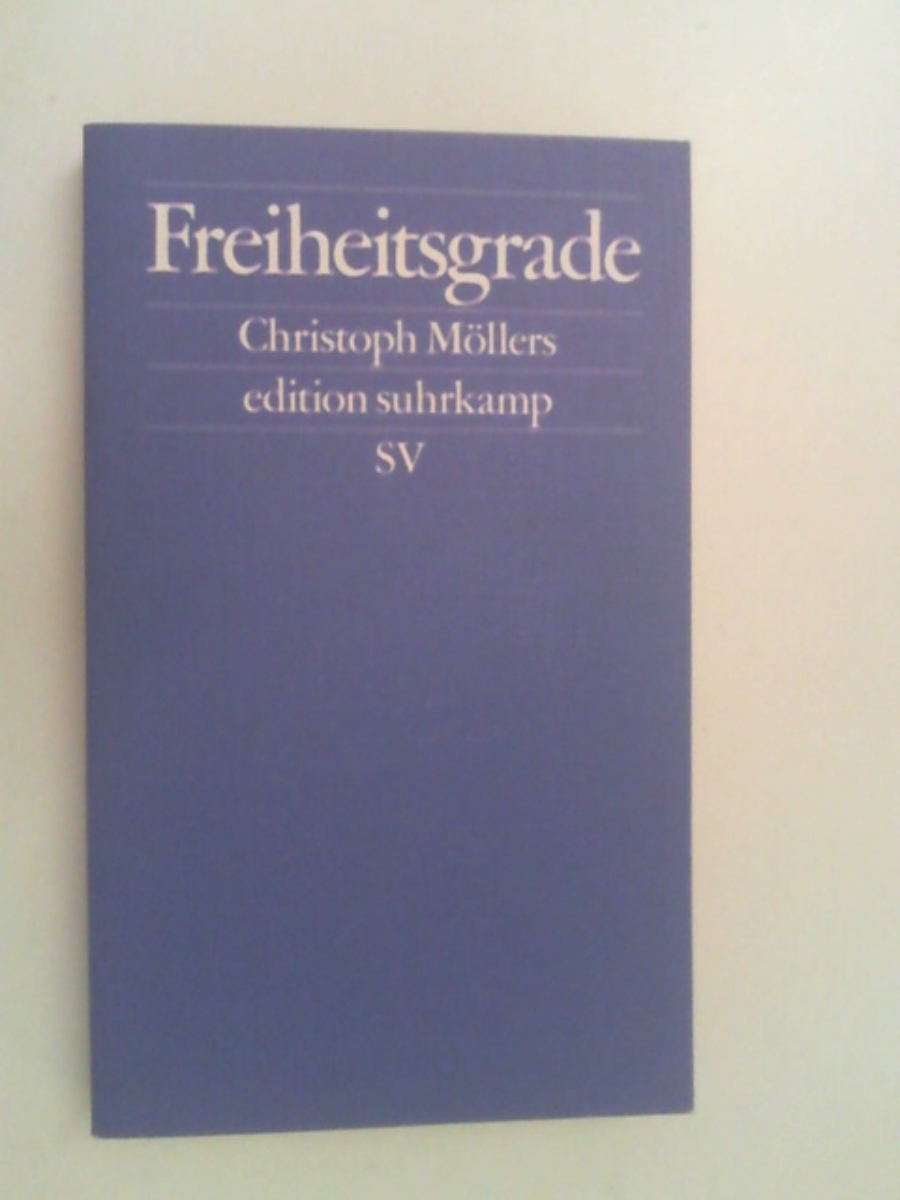 Freiheitsgrade
Christoph Möllers
edition suhrkamp
SV